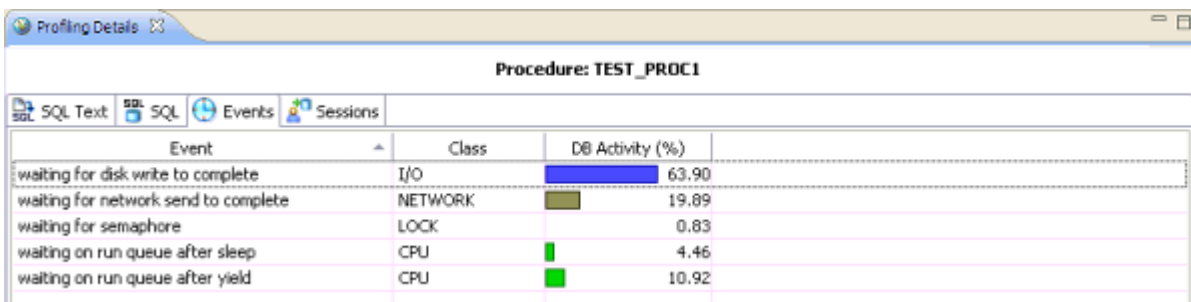 Profiling Details
Procedure: TEST_PROC1
SQL Text SQL Events Sessions
Event Class DB Activity (%)
waiting for disk write to complete I/O 63.90
waiting for network send to complete NETWORK 19.89
waiting for semaphore LOCK 0.83
waiting on run queue after sleep CPU 4.46
waiting on run queue after yield CPU 10.92